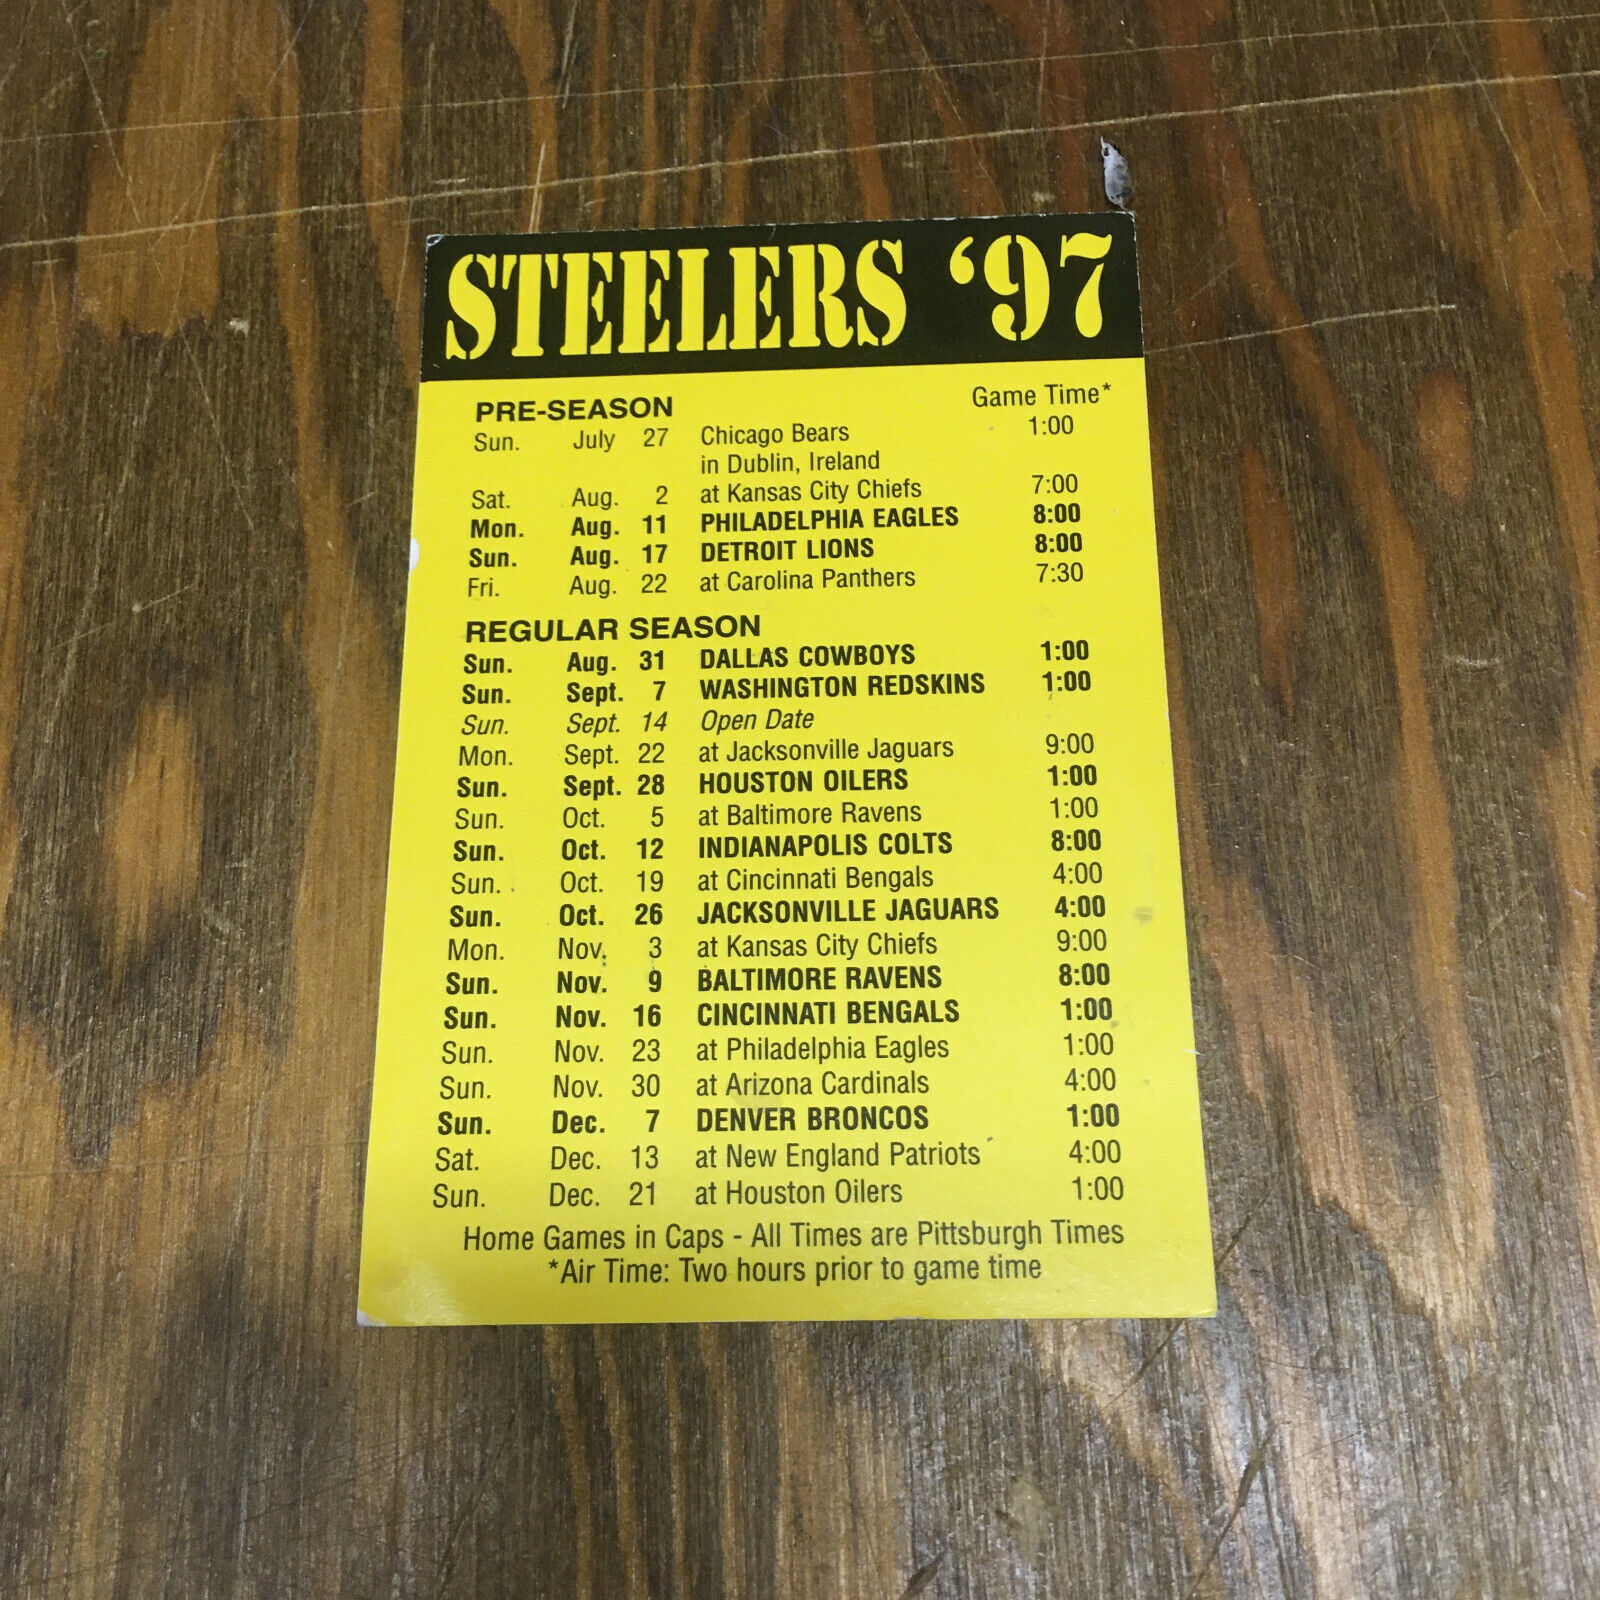 STEELERS ‘97
PRE-SEASON Game Time*
Sun. July 27 Chicago Bears 1:00
in Dublin, Ireland
Sat. Aug. 2 at Kansas City Chiefs 7:00
Mon. Aug. 11 PHILADELPHIA EAGLES 8:00
Sun. Aug. 17 DETROIT LIONS 8:00
Fri. Aug. 22 at Carolina Panthers 7:30
REGULAR SEASON
Sun. Aug. 31 DALLAS COWBOYS 1:00
Sun. Sept. 7 WASHINGTON REDSKINS 1:00
Sun. Sept. 14 Open Date
Mon. Sept. 22 at Jacksonville Jaguars 9:00
Sun. Sept. 28 HOUSTON OILERS 1:00
Sun. Oct. 5 at Baltimore Ravens 1:00
Sun. Oct. 12 INDIANAPOLIS COLTS 8:00
Sun. Oct. 19 at Cincinnati Bengals 4:00
Sun. Oct. 26 JACKSONVILLE JAGUARS 4:00
Mon. Nov. 3 at Kansas City Chiefs 9:00
Sun. Nov. 9 BALTIMORE RAVENS 8:00
Sun. Nov. 16 CINCINNATI BENGALS 1:00
Sun. Nov. 23 at Philadelphia Eagles 1:00
Sun. Nov. 30 at Arizona Cardinals 4:00
Sun. Dec. 7 DENVER BRONCOS 1:00
Sat. Dec. 13 at New England Patriots 4:00
Sun. Dec. 21 at Houston Oilers 1:00
Home Games in Caps - All Times are Pittsburgh Times
*Air Time: Two hours prior to game time